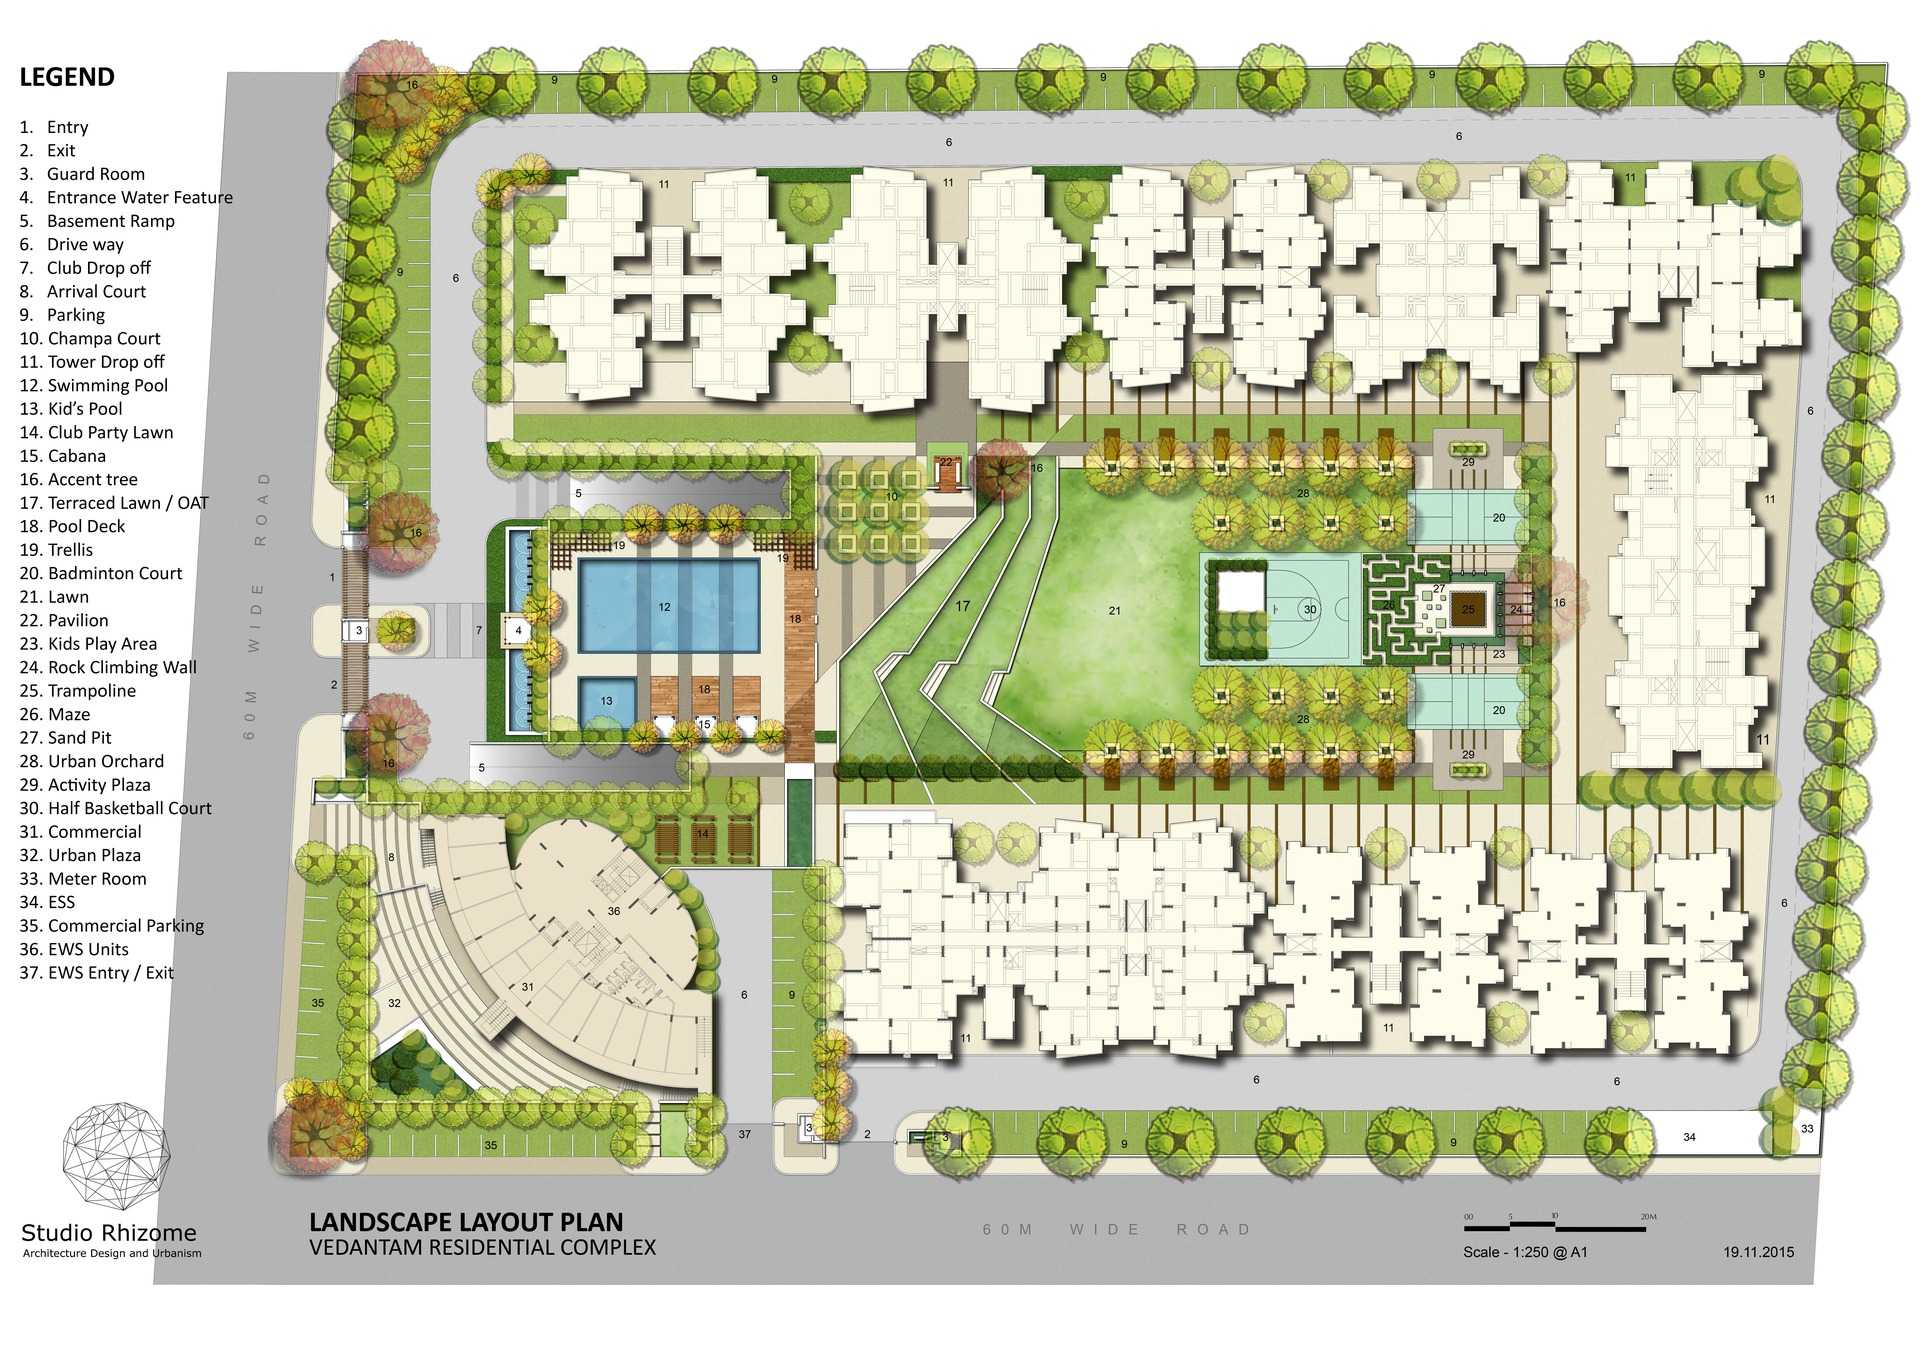 LEGEND
1. Entry
2. Exit
3. Guard Room
4. Entrance Water Feature
5. Basement Ramp
6. Drive way
7. Club Drop off
8. Arrival Court
9. Parking
10. Champa Court
11. Tower Drop off
12. Swimming Pool
13. Kid's Pool
14. Club Party Lawn
15. Cabana
16. Accent tree
17. Terraced Lawn / OAT
18. Pool Deck
19. Trellis
20. Badminton Court
21. Lawn
22. Pavilion
23. Kids Play Area
24. Rock Climbing Wall
25. Trampoline
26. Maze
27. Sand Pit
28. Urban Orchard
29. Activity Plaza
30. Half Basketball Court
31. Commercial
32. Urban Plaza
33. Meter Room
34. ESS
35. Commercial Parking
36. EWS Units
37. EWS Entry / Exit
16
9
9
9
9
9
6
6
11
11
11
9
6
6
22
16
29
5
10
28
11
20
16
19
19
1
12
17
21
30
26
27
25
24
16
3
7
4
18
23
2
13
18
15
28
20
16
5
29
11
14
8
36
6
31
32
35
6
9
11
11
6
6
35
37
3
2
3
9
9
34
33
60M WIDE ROAD
60M WIDE ROAD
Studio Rhizome
Architecture Design and Urbanism
LANDSCAPE LAYOUT PLAN
VEDANTAM RESIDENTIAL COMPLEX
00 5 10 20M
Scale - 1:250 @ A1
19.11.2015